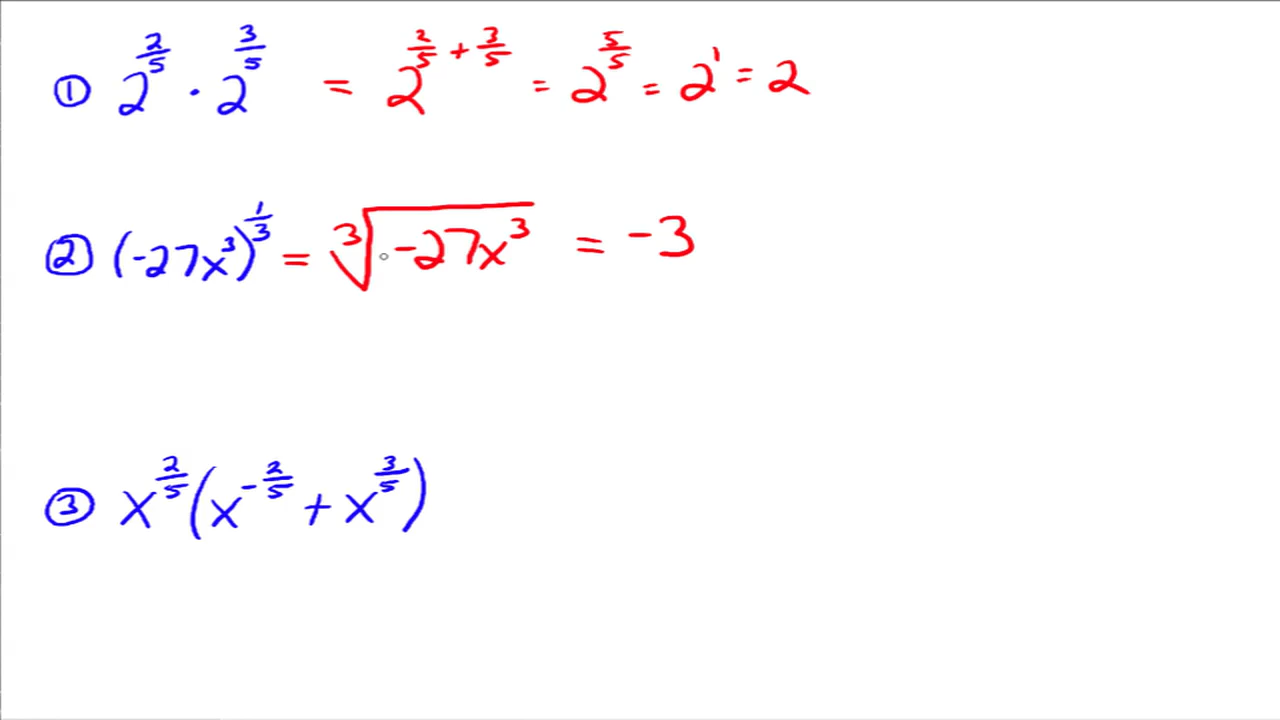 ① 2^(2/5) · 2^(3/5) = 2^(2/5 + 3/5) = 2^(5/5) = 2^1 = 2
② (-27x^3)^(1/3) = ∛(-27x^3) = -3
③ x^(2/5)(x^(-2/5) + x^(3/5))